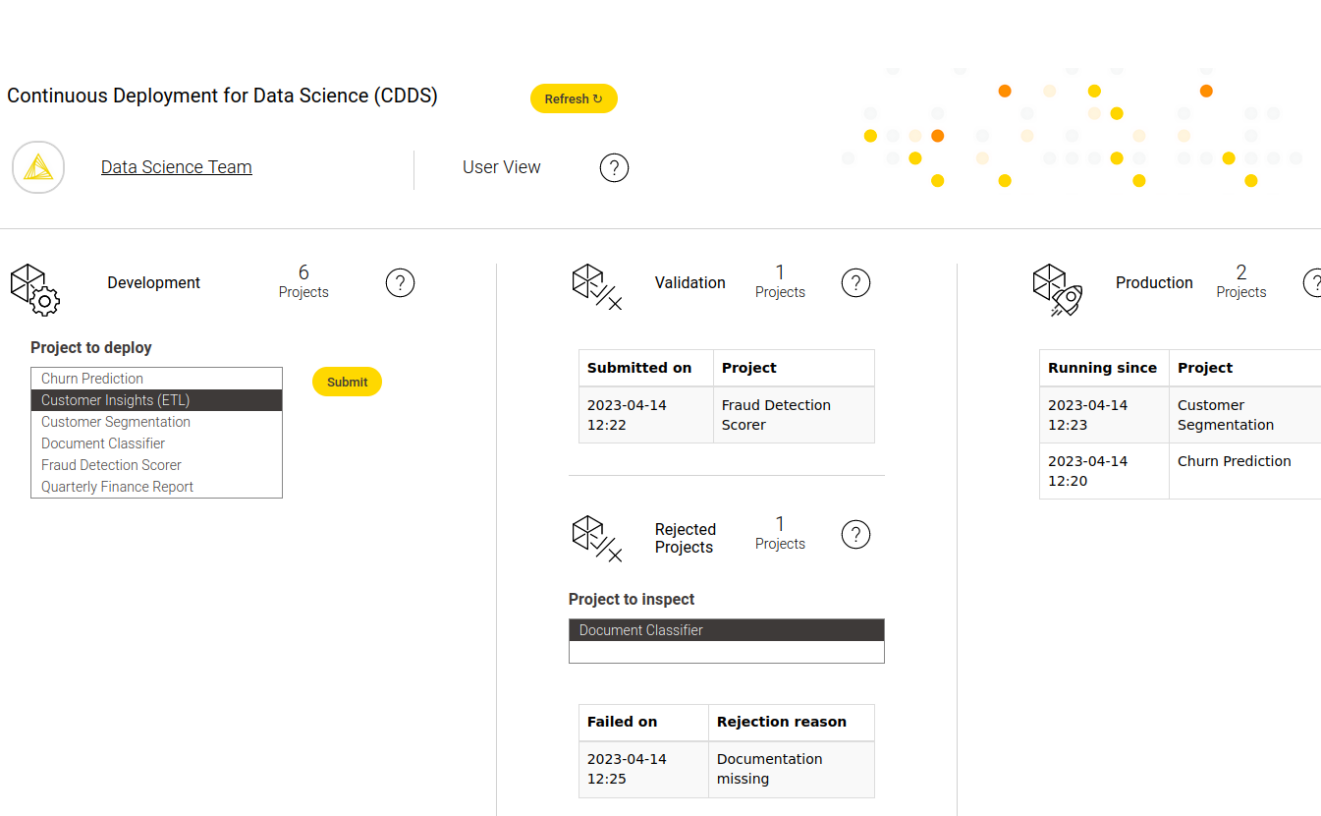 Continuous Deployment for Data Science (CDDS)
Refresh ↻
Data Science Team
User View
?
Development
6
Projects
?
Project to deploy
Churn Prediction
Customer Insights (ETL)
Customer Segmentation
Document Classifier
Fraud Detection Scorer
Quarterly Finance Report
Submit
Validation
1
Projects
?
Submitted on Project
2023-04-14 Fraud Detection
12:22 Scorer
Rejected
Projects
1
Projects
?
Project to inspect
Document Classifier
Failed on Rejection reason
2023-04-14 Documentation
12:25 missing
Production
2
Projects
?
Running since Project
2023-04-14 Customer
12:23 Segmentation
2023-04-14 Churn Prediction
12:20